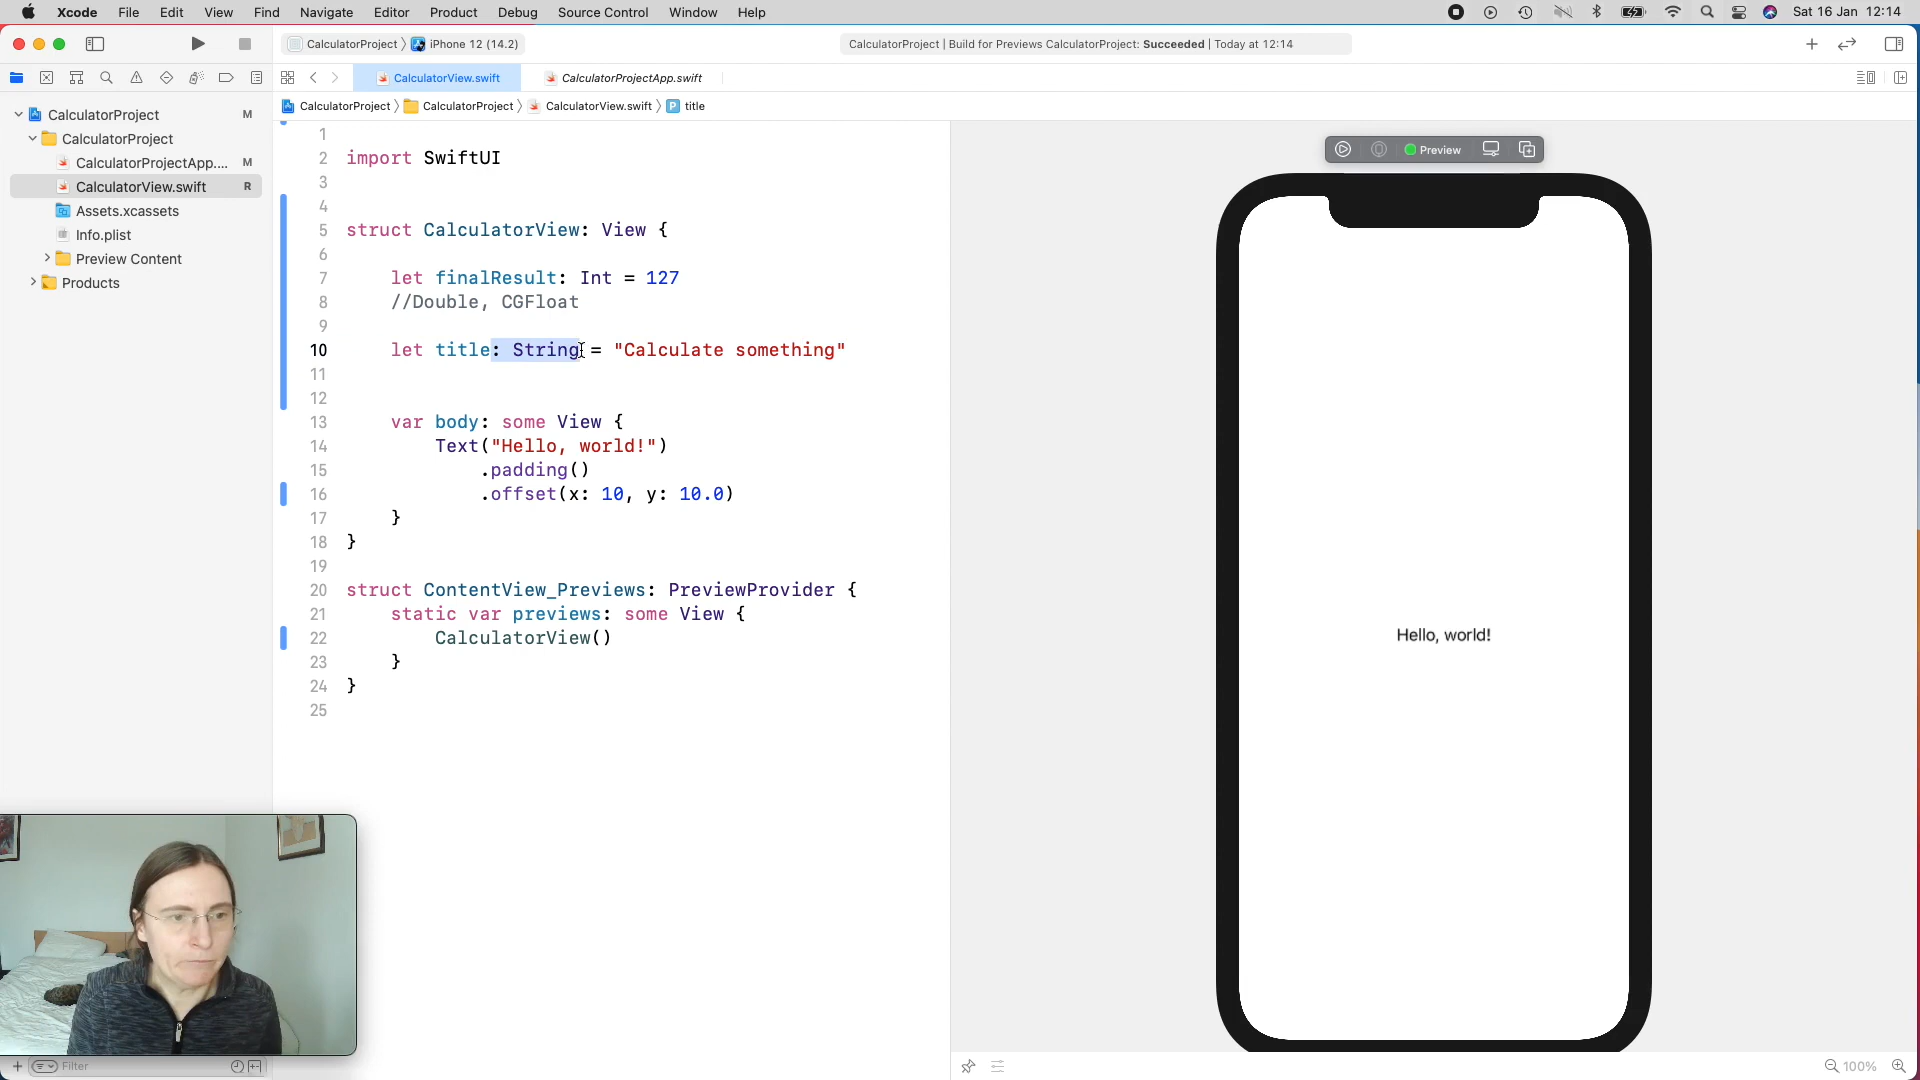 Xcode File Edit View Find Navigate Editor Product Debug Source Control Window Help Sat 16 Jan 12:14
CalculatorProject 〉 iPhone 12 (14.2) CalculatorProject | Build for Previews CalculatorProject: Succeeded | Today at 12:14
CalculatorView.swift CalculatorProjectApp.swift
CalculatorProject 〉 CalculatorProject 〉 CalculatorView.swift 〉 P title
CalculatorProject M
CalculatorProject
CalculatorProjectApp.... M
CalculatorView.swift R
Assets.xcassets
Info.plist
Preview Content
Products
1
2 import SwiftUI
3
4
5 struct CalculatorView: View {
6
7 let finalResult: Int = 127
8 //Double, CGFloat
9
10 let title: String = "Calculate something"
11
12
13 var body: some View {
14 Text("Hello, world!")
15 .padding()
16 .offset(x: 10, y: 10.0)
17 }
18 }
19
20 struct ContentView_Previews: PreviewProvider {
21 static var previews: some View {
22 CalculatorView()
23 }
24 }
25
Preview
Hello, world!
Filter
100%